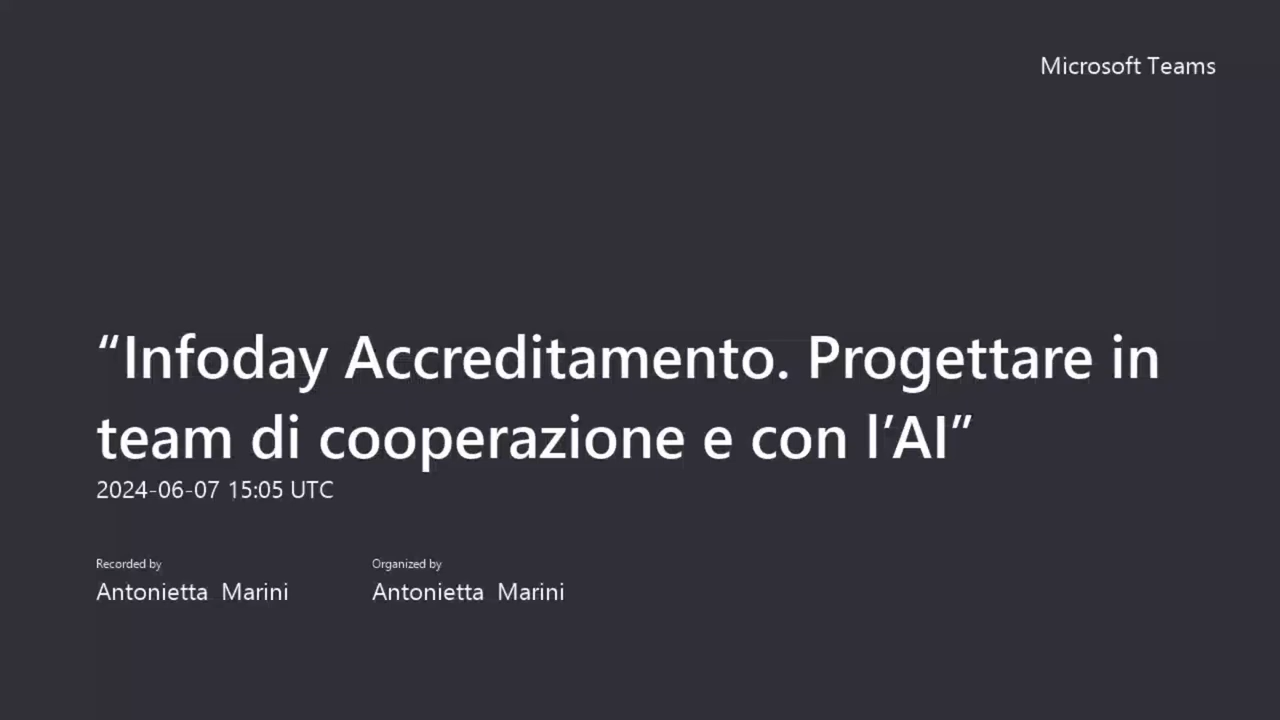 Microsoft Teams
“Infoday Accreditamento. Progettare in
team di cooperazione e con l’AI”
2024-06-07 15:05 UTC
Recorded by
Organized by
Antonietta Marini
Antonietta Marini